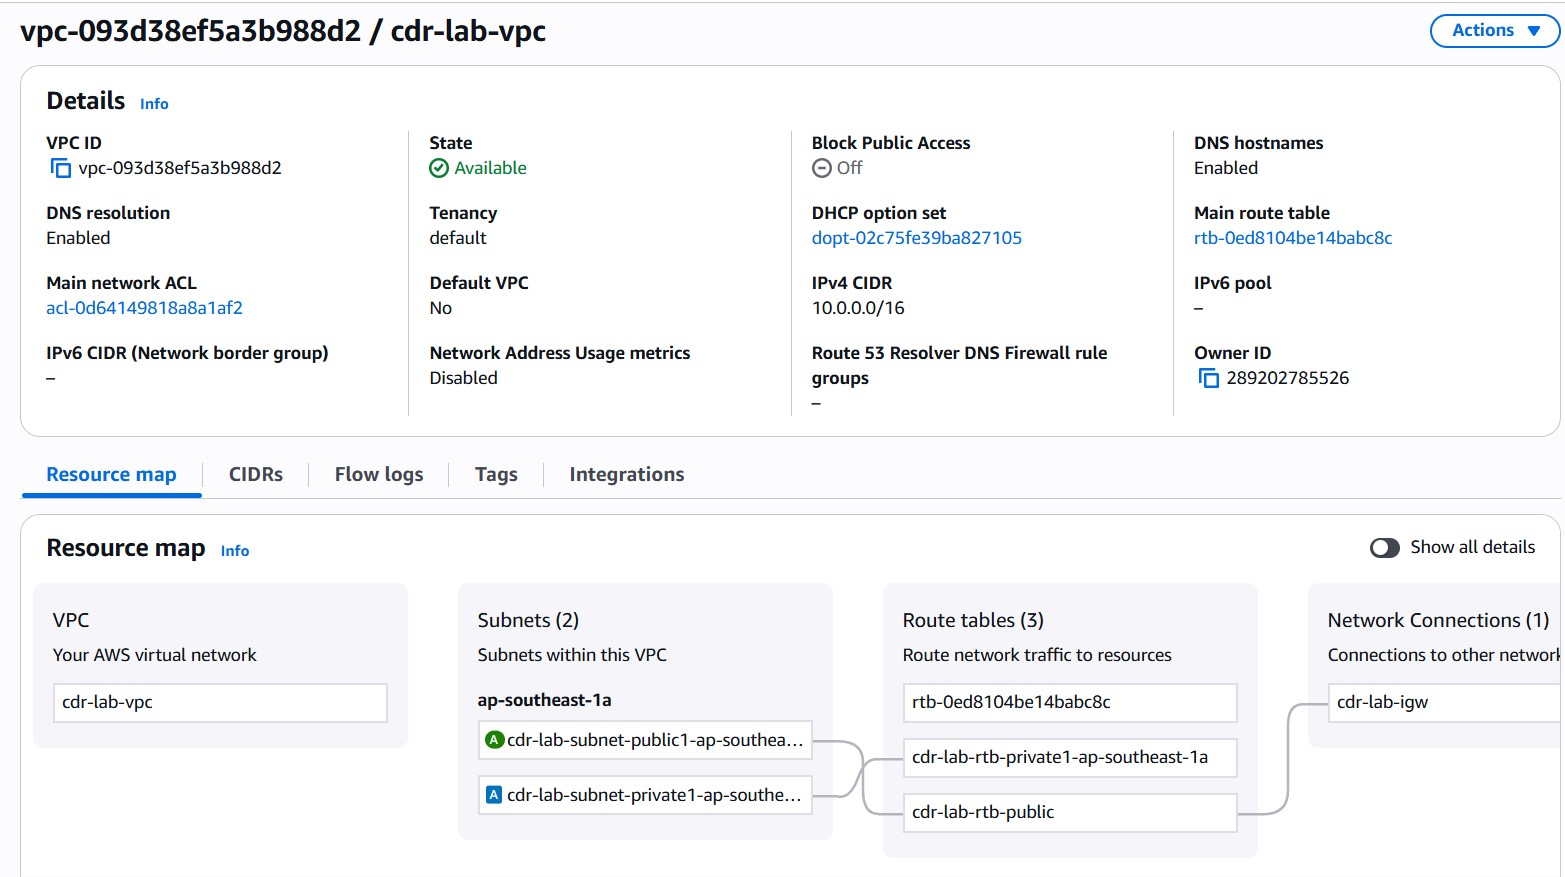 vpc-093d38ef5a3b988d2 / cdr-lab-vpc
Actions
Details Info
VPC ID
vpc-093d38ef5a3b988d2
State
Available
Block Public Access
Off
DNS hostnames
Enabled
DNS resolution
Enabled
Tenancy
default
DHCP option set
dopt-02c75fe39ba827105
Main route table
rtb-0ed8104be14babc8c
Main network ACL
acl-0d64149818a8a1af2
Default VPC
No
IPv4 CIDR
10.0.0.0/16
IPv6 pool
–
IPv6 CIDR (Network border group)
–
Network Address Usage metrics
Disabled
Route 53 Resolver DNS Firewall rule
groups
–
Owner ID
289202785526
Resource map
CIDRs
Flow logs
Tags
Integrations
Resource map Info
Show all details
VPC
Your AWS virtual network
cdr-lab-vpc
Subnets (2)
Subnets within this VPC
ap-southeast-1a
A cdr-lab-subnet-public1-ap-southea...
A cdr-lab-subnet-private1-ap-southe...
Route tables (3)
Route network traffic to resources
rtb-0ed8104be14babc8c
cdr-lab-rtb-private1-ap-southeast-1a
cdr-lab-rtb-public
Network Connections (1)
Connections to other network
cdr-lab-igw